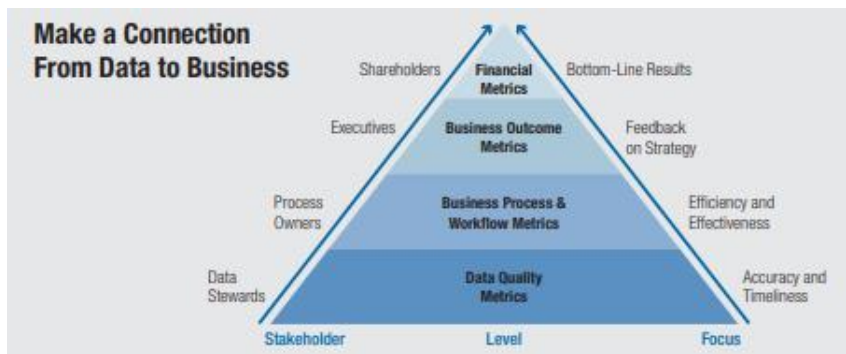 Make a Connection
From Data to Business
Shareholders
Financial
Metrics
Bottom-Line Results
Executives
Business Outcome
Metrics
Feedback
on Strategy
Process
Owners
Business Process &
Workflow Metrics
Efficiency and
Effectiveness
Data
Stewards
Data Quality
Metrics
Accuracy and
Timeliness
Stakeholder
Level
Focus